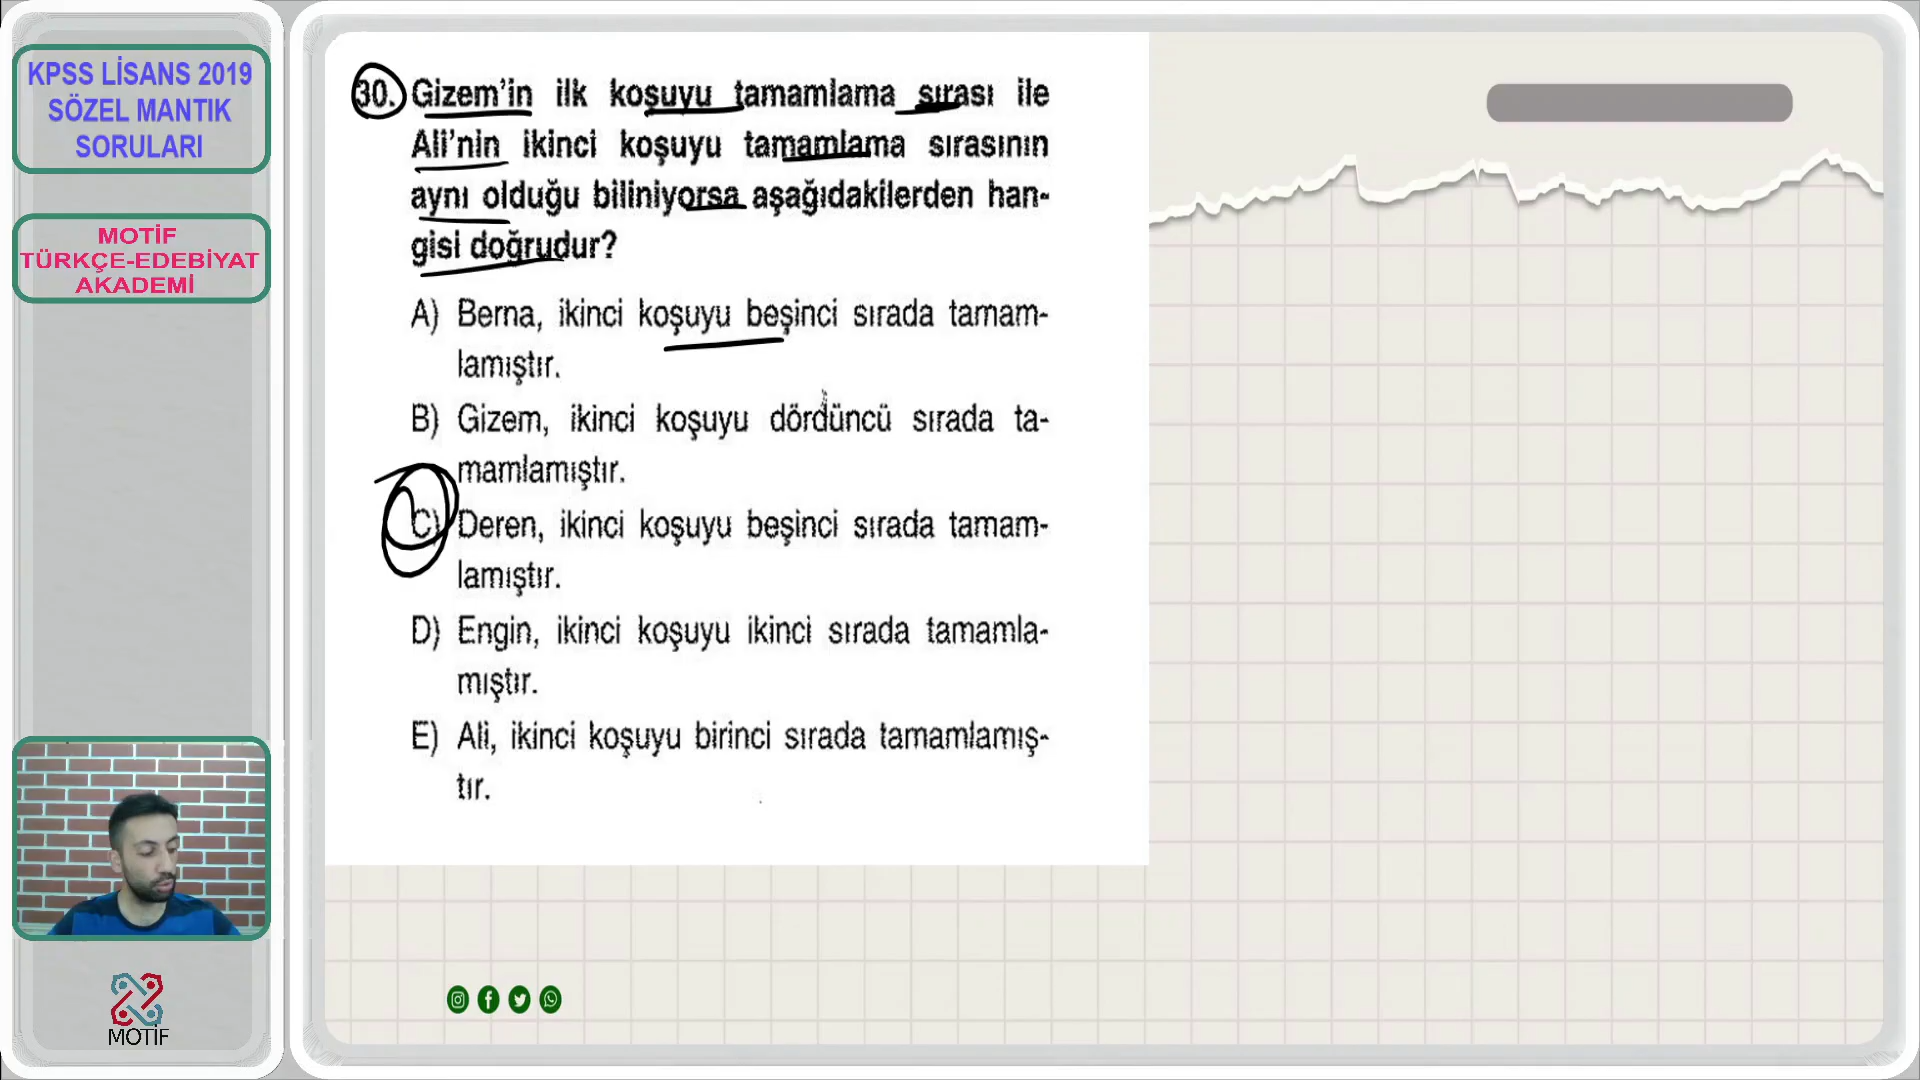 KPSS LİSANS 2019
SÖZEL MANTIK
SORULARI
MOTİF
TÜRKÇE-EDEBİYAT
AKADEMİ
30. Gizem’in ilk koşuyu tamamlama sırası ile
Ali’nin ikinci koşuyu tamamlama sırasının
aynı olduğu biliniyorsa aşağıdakilerden han-
gisi doğrudur?
A) Berna, ikinci koşuyu beşinci sırada tamam-
lamıştır.
B) Gizem, ikinci koşuyu dördüncü sırada ta-
mamlamıştır.
C) Deren, ikinci koşuyu beşinci sırada tamam-
lamıştır.
D) Engin, ikinci koşuyu ikinci sırada tamamla-
mıştır.
E) Ali, ikinci koşuyu birinci sırada tamamlamış-
tır.
MOTİF